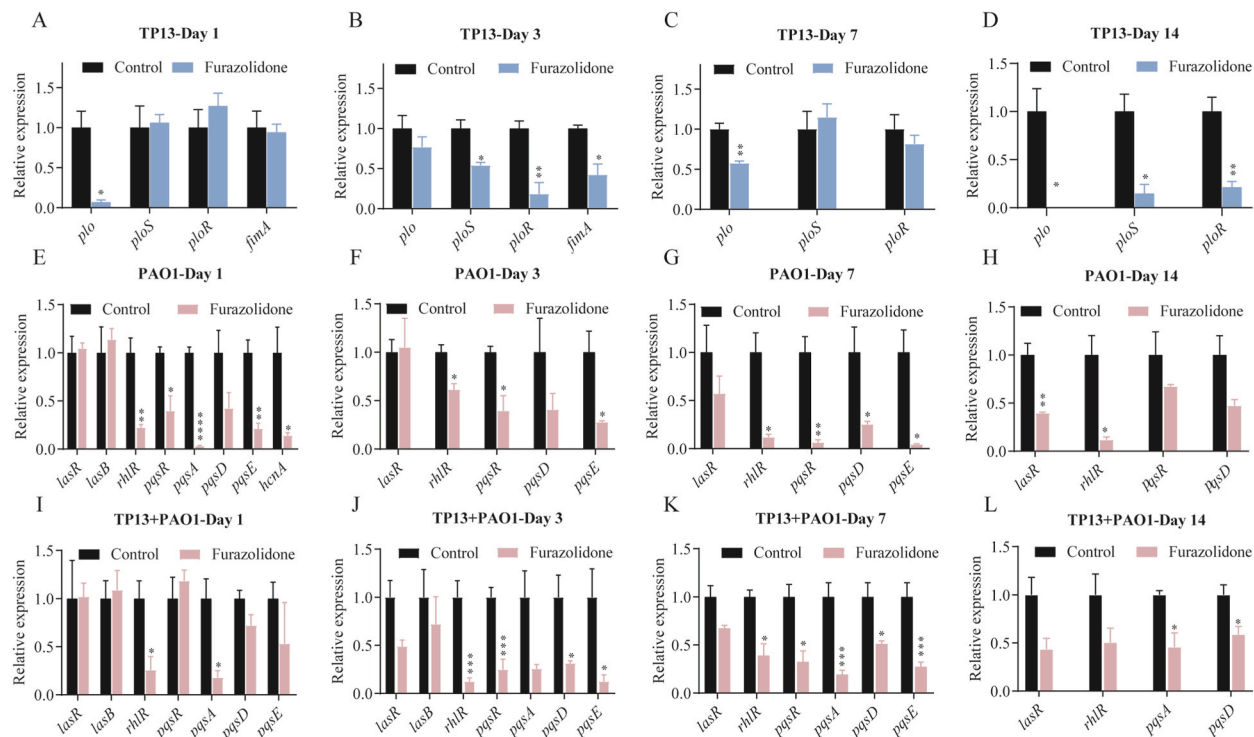 A
TP13-Day 1
Control Furazolidone
Relative expression
1.5
1.0
0.5
0.0
*
plo ploS ploR fimA
B
TP13-Day 3
Control Furazolidone
Relative expression
1.5
1.0
0.5
0.0
* ** *
plo ploS ploR fimA
C
TP13-Day 7
Control Furazolidone
Relative expression
1.5
1.0
0.5
0.0
**
plo ploS ploR
D
TP13-Day 14
Control Furazolidone
Relative expression
1.5
1.0
0.5
0.0
* * **
plo ploS ploR
E
PAO1-Day 1
Control Furazolidone
Relative expression
1.5
1.0
0.5
0.0
** * **** ** *
lasR lasB rhlR pqsR pqsA pqsD pqsE hcnA
F
PAO1-Day 3
Control Furazolidone
Relative expression
1.5
1.0
0.5
0.0
* * *
lasR rhlR pqsR pqsD pqsE
G
PAO1-Day 7
Control Furazolidone
Relative expression
1.5
1.0
0.5
0.0
* ** * *
lasR rhlR pqsR pqsD pqsE
H
PAO1-Day 14
Control Furazolidone
Relative expression
1.5
1.0
0.5
0.0
** *
lasR rhlR pqsR pqsD
I
TP13+PAO1-Day 1
Control Furazolidone
Relative expression
1.5
1.0
0.5
0.0
* *
lasR lasB rhlR pqsR pqsA pqsD pqsE
J
TP13+PAO1-Day 3
Control Furazolidone
Relative expression
1.5
1.0
0.5
0.0
*** *** * *
lasR lasB rhlR pqsR pqsA pqsD pqsE
K
TP13+PAO1-Day 7
Control Furazolidone
Relative expression
1.5
1.0
0.5
0.0
* * *** * ***
lasR rhlR pqsR pqsA pqsD pqsE
L
TP13+PAO1-Day 14
Control Furazolidone
Relative expression
1.5
1.0
0.5
0.0
* *
lasR rhlR pqsA pqsD